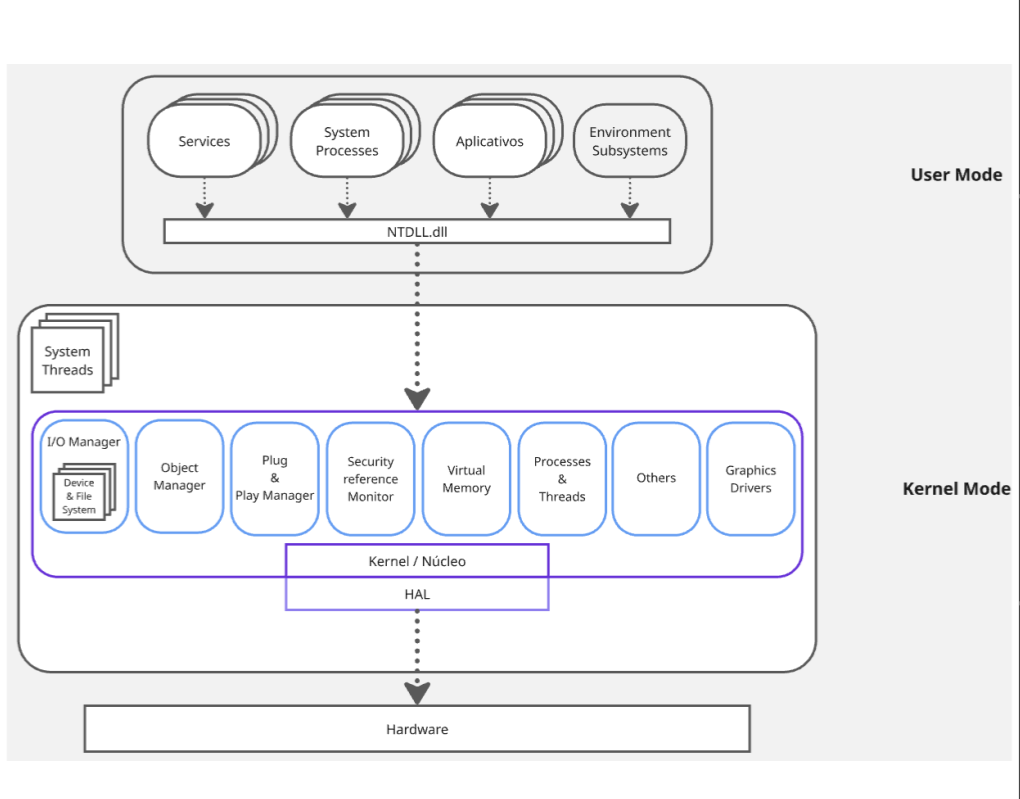 Services
System
Processes
Aplicativos
Environment
Subsystems
User Mode
NTDLL.dll
System
Threads
I/O Manager
Device
& File
System
Object
Manager
Plug
&
Play Manager
Security
reference
Monitor
Virtual
Memory
Processes
&
Threads
Others
Graphics
Drivers
Kernel Mode
Kernel / Núcleo
HAL
Hardware